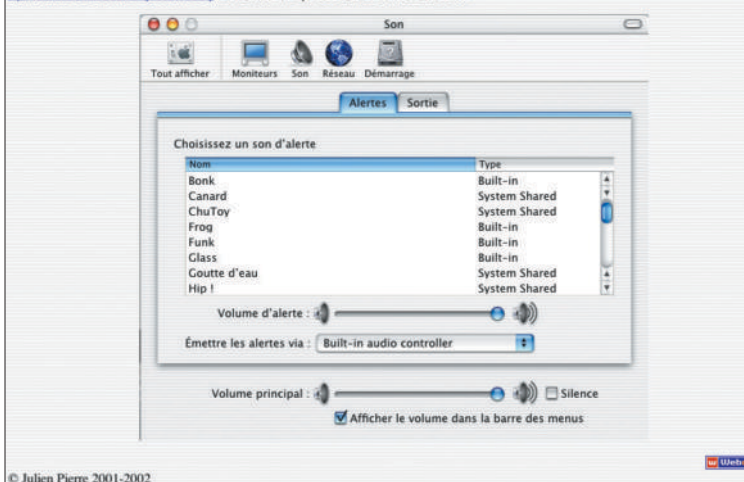 Son
Tout afficher Moniteurs Son Réseau Démarrage
Alertes Sortie
Choisissez un son d'alerte
Nom Type
Bonk Built-in
Canard System Shared
ChuToy System Shared
Frog Built-in
Funk Built-in
Glass Built-in
Goutte d'eau System Shared
Hip ! System Shared
Volume d'alerte :
Émettre les alertes via : Built-in audio controller
Volume principal : Silence
Afficher le volume dans la barre des menus
© Julien Pierre 2001-2002